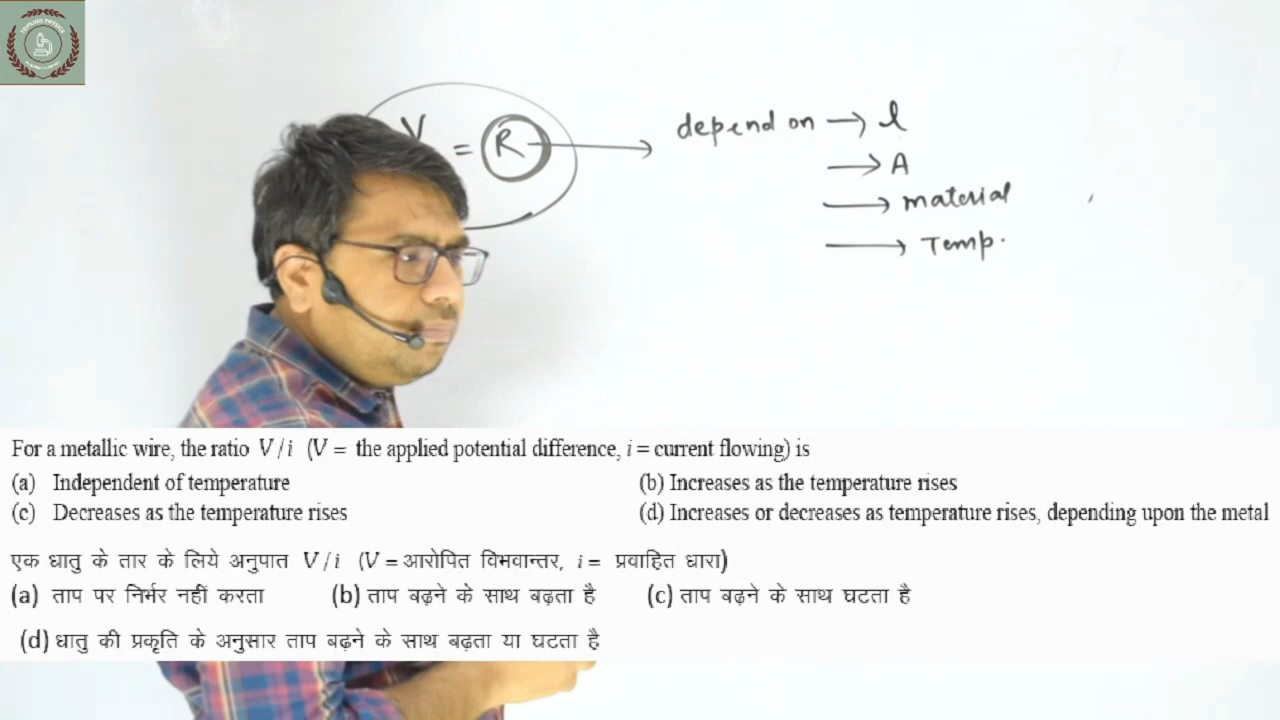 V = R depend on → l
→ A
→ material
→ Temp.
For a metallic wire, the ratio V / i (V = the applied potential difference, i = current flowing) is
(a) Independent of temperature (b) Increases as the temperature rises
(c) Decreases as the temperature rises (d) Increases or decreases as temperature rises, depending upon the metal
एक धातु के तार के लिये अनुपात V / i (V = आरोपित विभवान्तर, i = प्रवाहित धारा)
(a) ताप पर निर्भर नहीं करता (b) ताप बढ़ने के साथ बढ़ता है (c) ताप बढ़ने के साथ घटता है
(d) धातु की प्रकृति के अनुसार ताप बढ़ने के साथ बढ़ता या घटता है